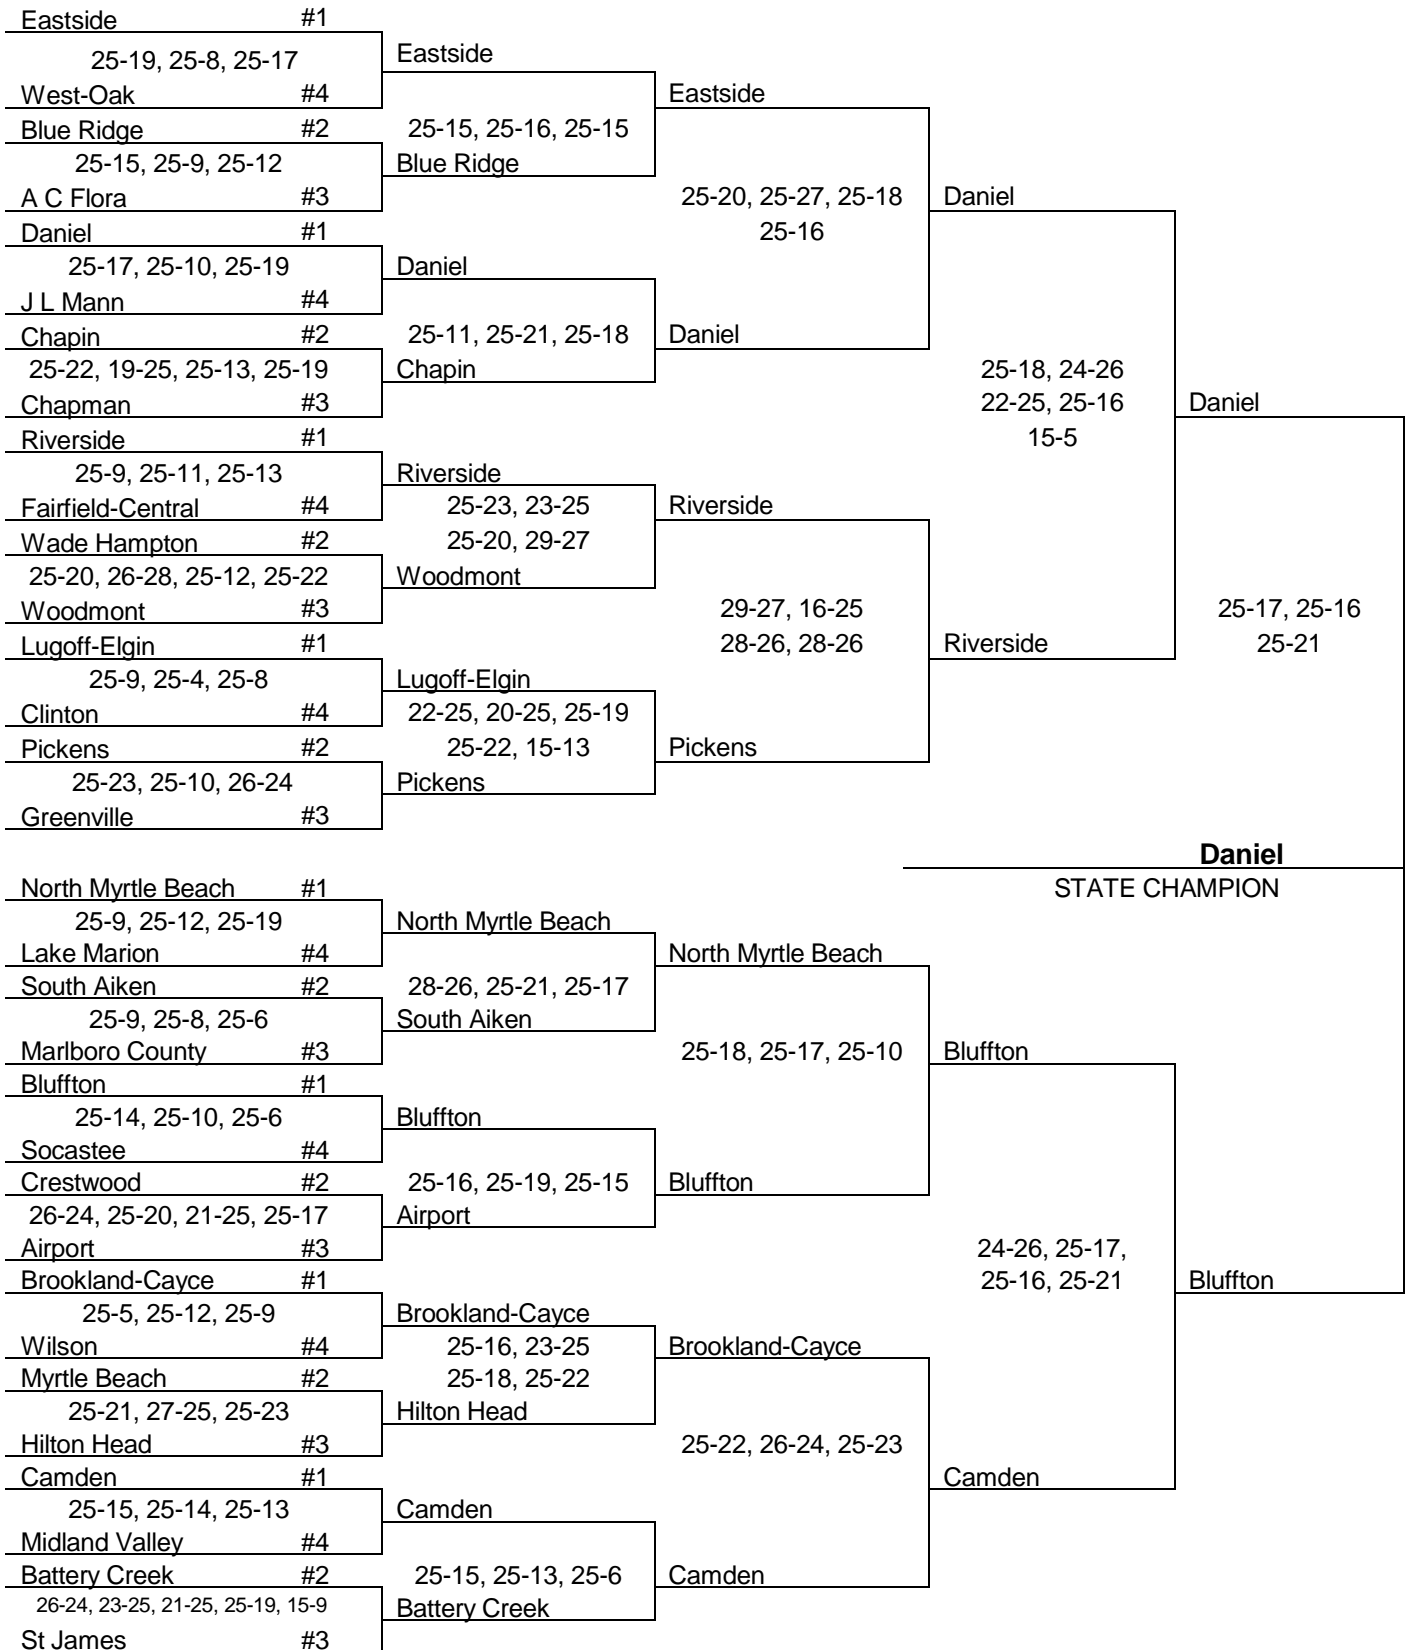 Eastside #1
25-19, 25-8, 25-17
Eastside
West-Oak #4
Eastside
Blue Ridge #2
25-15, 25-16, 25-15
25-15, 25-9, 25-12
Blue Ridge
A C Flora #3
25-20, 25-27, 25-18
Daniel
Daniel #1
25-16
25-17, 25-10, 25-19
Daniel
J L Mann #4
Chapin #2
25-11, 25-21, 25-18
Daniel
25-22, 19-25, 25-13, 25-19
Chapin
25-18, 24-26
Chapman #3
22-25, 25-16
Daniel
Riverside #1
15-5
25-9, 25-11, 25-13
Riverside
Fairfield-Central #4
25-23, 23-25
Riverside
Wade Hampton #2
25-20, 29-27
25-20, 26-28, 25-12, 25-22
Woodmont
Woodmont #3
29-27, 16-25
25-17, 25-16
Lugoff-Elgin #1
28-26, 28-26
Riverside
25-21
25-9, 25-4, 25-8
Lugoff-Elgin
Clinton #4
22-25, 20-25, 25-19
Pickens #2
25-22, 15-13
Pickens
25-23, 25-10, 26-24
Pickens
Greenville #3
Daniel
STATE CHAMPION
North Myrtle Beach #1
25-9, 25-12, 25-19
North Myrtle Beach
Lake Marion #4
North Myrtle Beach
South Aiken #2
28-26, 25-21, 25-17
25-9, 25-8, 25-6
South Aiken
Marlboro County #3
25-18, 25-17, 25-10
Bluffton
Bluffton #1
25-14, 25-10, 25-6
Bluffton
Socastee #4
Crestwood #2
25-16, 25-19, 25-15
Bluffton
26-24, 25-20, 21-25, 25-17
Airport
Airport #3
24-26, 25-17,
Brookland-Cayce #1
25-16, 25-21
Bluffton
25-5, 25-12, 25-9
Brookland-Cayce
Wilson #4
25-16, 23-25
Brookland-Cayce
Myrtle Beach #2
25-18, 25-22
25-21, 27-25, 25-23
Hilton Head
Hilton Head #3
25-22, 26-24, 25-23
Camden #1
Camden
25-15, 25-14, 25-13
Camden
Midland Valley #4
Battery Creek #2
25-15, 25-13, 25-6
Camden
26-24, 23-25, 21-25, 25-19, 15-9
Battery Creek
St James #3